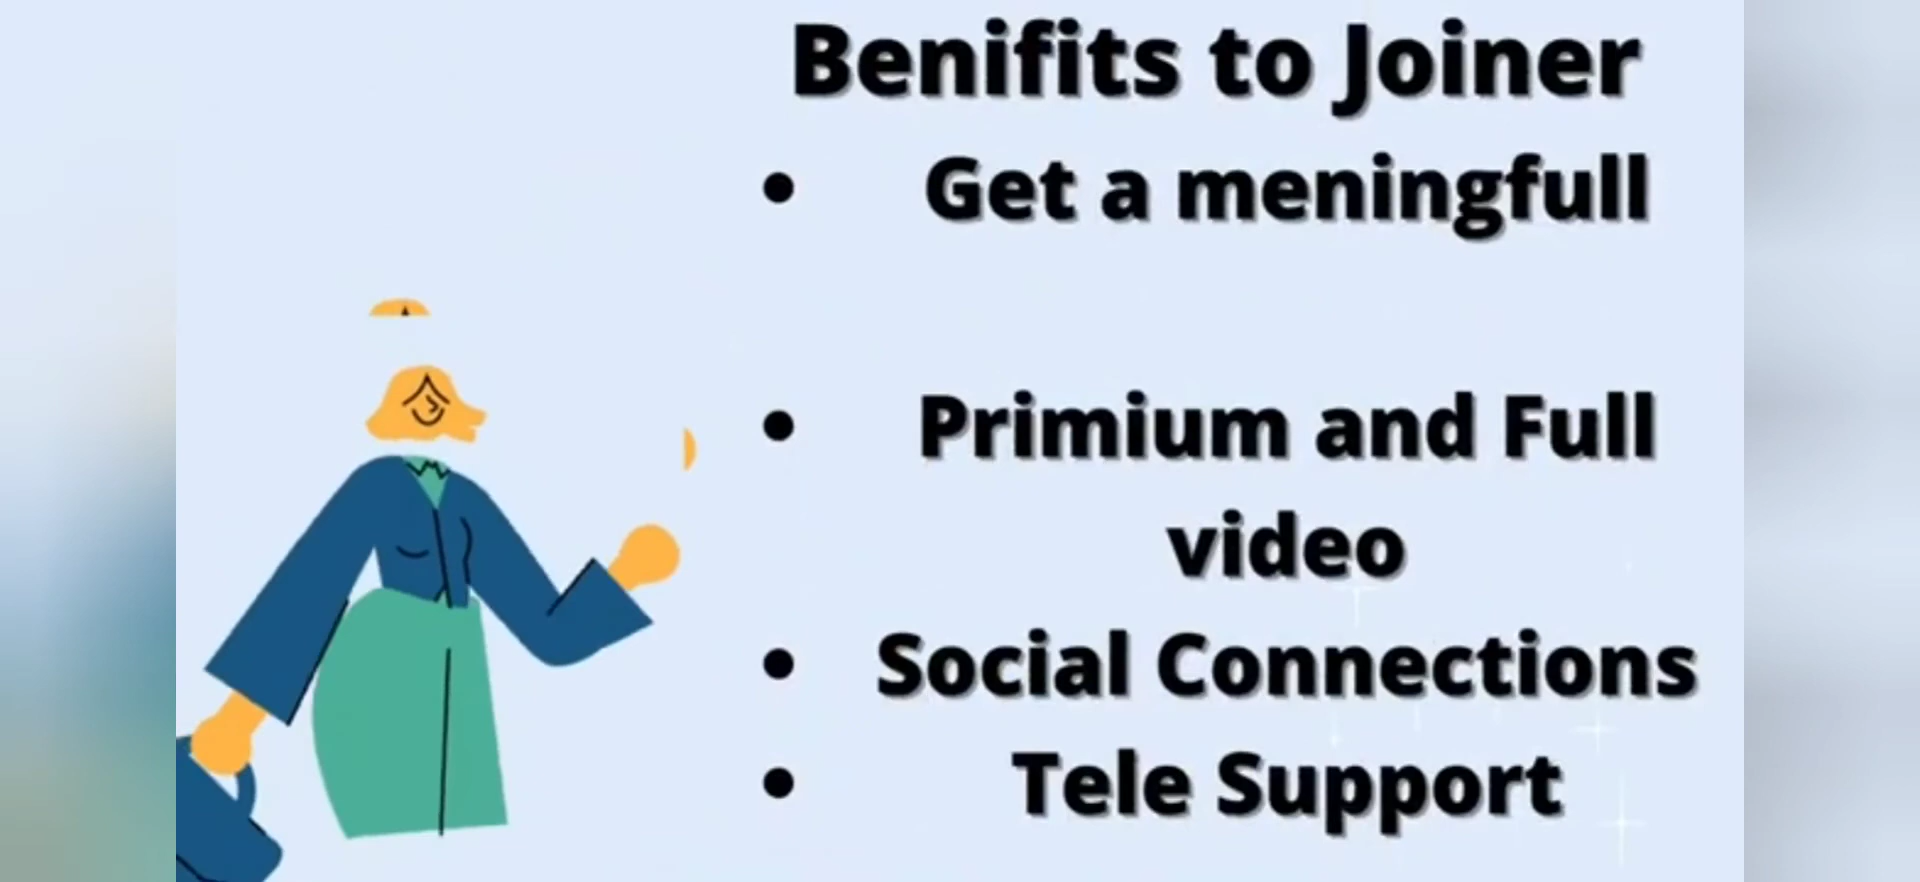 Benifits to Joiner
• Get a meningfull
• Primium and Full
video
• Social Connections
• Tele Support